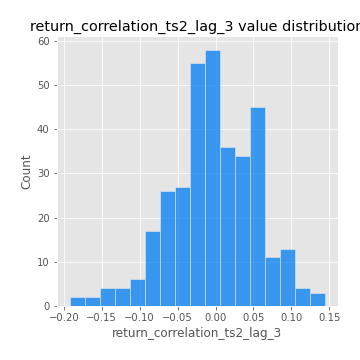 return_correlation_ts2_lag_3 value distribution
60
50
40
30
20
10
0
Count
−0.20 −0.15 −0.10 −0.05 0.00 0.05 0.10 0.15
return_correlation_ts2_lag_3